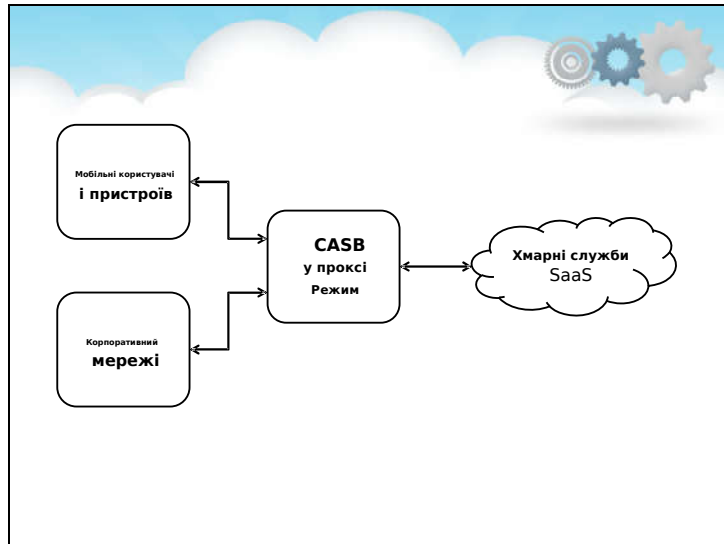 Мобільні користувачі
і пристроїв
CASB
у проксі
Режим
Хмарні служби
SaaS
Корпоративний
мережі